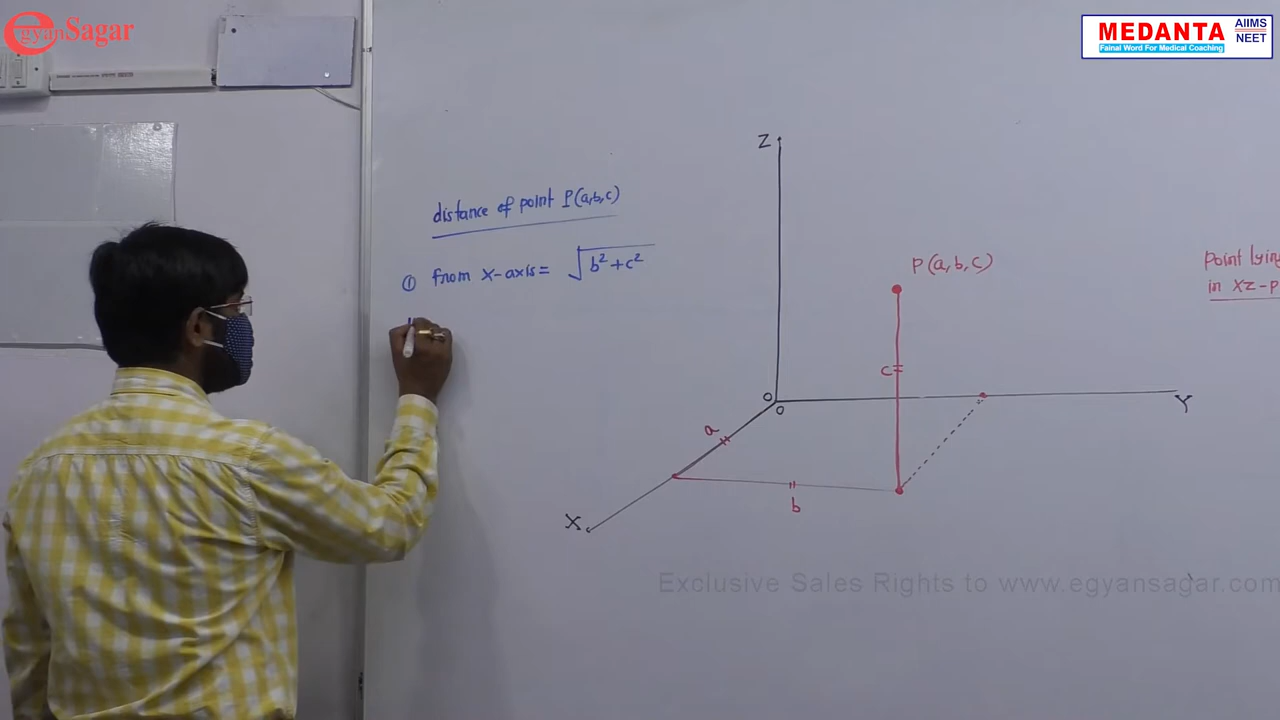 egyanSagar
MEDANTA AIIMS NEET
Fainal Word For Medical Coaching
distance of point P(a,b,c)
① from x-axis = √b²+c²
Z
P(a,b,c)
Point lying
in XZ-P
c
O
O
Y
a
b
X
Exclusive Sales Rights to www.egyansagar.com